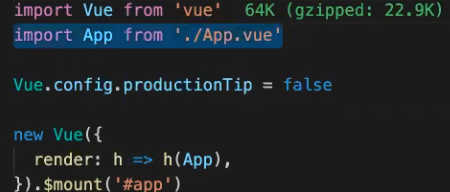 import Vue from 'vue'  64K (gzipped: 22.9K)
import App from './App.vue'

Vue.config.productionTip = false

new Vue({
  render: h => h(App),
}).$mount('#app')